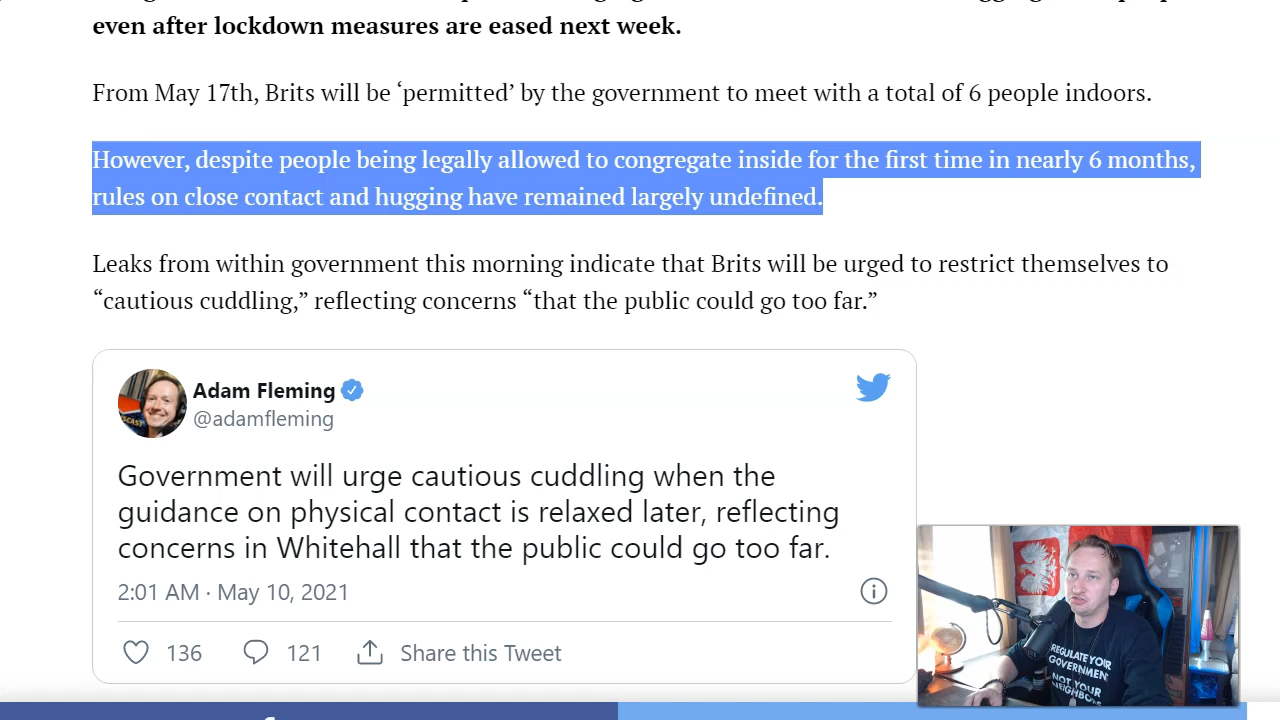 even after lockdown measures are eased next week.
From May 17th, Brits will be ‘permitted’ by the government to meet with a total of 6 people indoors.
However, despite people being legally allowed to congregate inside for the first time in nearly 6 months,
rules on close contact and hugging have remained largely undefined.
Leaks from within government this morning indicate that Brits will be urged to restrict themselves to
“cautious cuddling,” reflecting concerns “that the public could go too far.”
Adam Fleming
@adamfleming
Government will urge cautious cuddling when the
guidance on physical contact is relaxed later, reflecting
concerns in Whitehall that the public could go too far.
2:01 AM · May 10, 2021
136 121 Share this Tweet
REGULATE YOUR
GOVERNMENT
NOT YOUR
NEIGHBORS